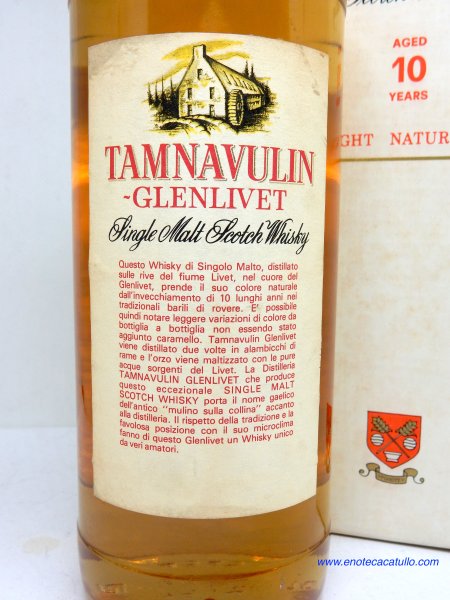 TAMNAVULIN
-GLENLIVET
Single Malt Scotch Whisky
Questo Whisky di Singolo Malto, distillato
sulle rive del fiume Livet, nel cuore del
Glenlivet, prende il suo colore naturale
dall'invecchiamento di 10 lunghi anni nei
tradizionali barili di rovere. E' possibile
quindi notare leggere variazioni di colore da
bottiglia a bottiglia non essendo stato
aggiunto caramello. Tamnavulin Glenlivet
viene distillato due volte in alambicchi di
rame e l'orzo viene maltizzato con le pure
acque sorgenti del Livet. La Distilleria
TAMNAVULIN GLENLIVET che produce
questo eccezionale SINGLE MALT
SCOTCH WHISKY porta il nome gaelico
dell'antico "mulino sulla collina" accanto
alla distilleria. Il rispetto della tradizione e la
favolosa posizione con il suo microclima
fanno di questo Glenlivet un Whisky unico
da veri amatori.
AGED
10
YEARS
GHT NATUR
www.enotecacatullo.com